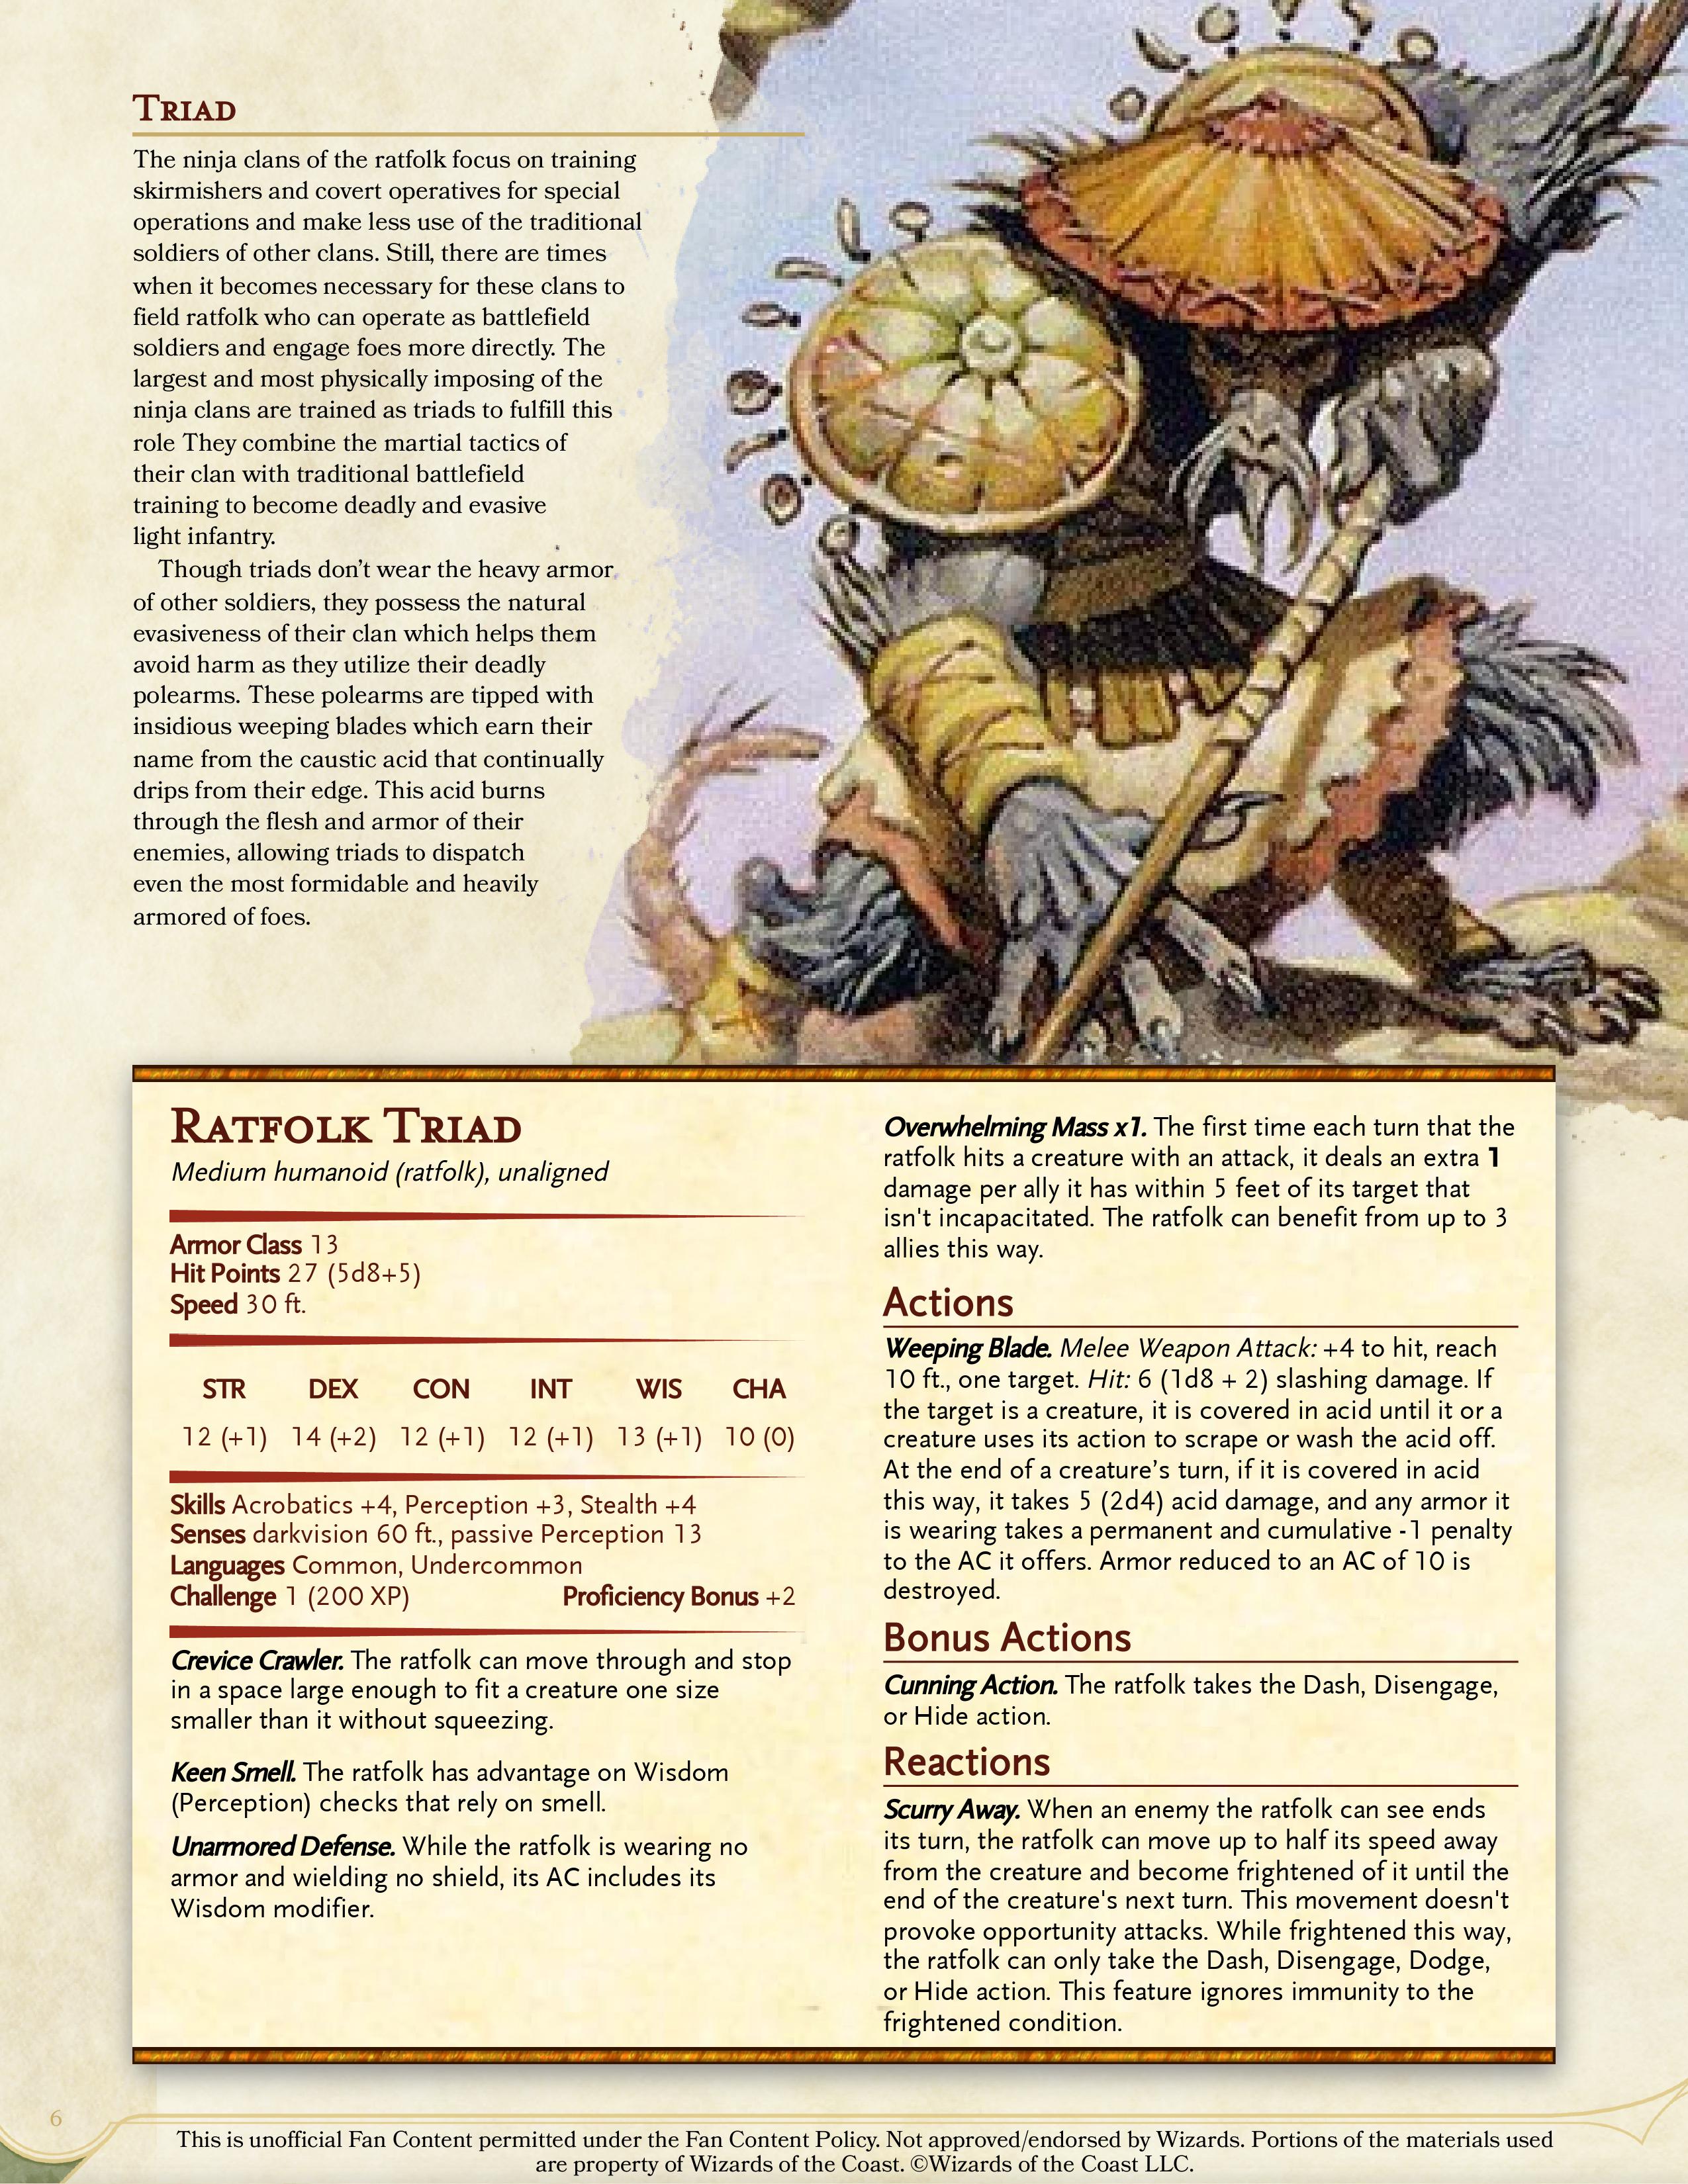 Triad
The ninja clans of the ratfolk focus on training
skirmishers and covert operatives for special
operations and make less use of the traditional
soldiers of other clans. Still, there are times
when it becomes necessary for these clans to
field ratfolk who can operate as battlefield
soldiers and engage foes more directly. The
largest and most physically imposing of the
ninja clans are trained as triads to fulfill this
role They combine the martial tactics of
their clan with traditional battlefield
training to become deadly and evasive
light infantry.
Though triads don’t wear the heavy armor
of other soldiers, they possess the natural
evasiveness of their clan which helps them
avoid harm as they utilize their deadly
polearms. These polearms are tipped with
insidious weeping blades which earn their
name from the caustic acid that continually
drips from their edge. This acid burns
through the flesh and armor of their
enemies, allowing triads to dispatch
even the most formidable and heavily
armored of foes.
Ratfolk Triad
Medium humanoid (ratfolk), unaligned
Armor Class 13
Hit Points 27 (5d8+5)
Speed 30 ft.
STR DEX CON INT WIS CHA
12 (+1) 14 (+2) 12 (+1) 12 (+1) 13 (+1) 10 (0)
Skills Acrobatics +4, Perception +3, Stealth +4
Senses darkvision 60 ft., passive Perception 13
Languages Common, Undercommon
Challenge 1 (200 XP) Proficiency Bonus +2
Crevice Crawler. The ratfolk can move through and stop
in a space large enough to fit a creature one size
smaller than it without squeezing.
Keen Smell. The ratfolk has advantage on Wisdom
(Perception) checks that rely on smell.
Unarmored Defense. While the ratfolk is wearing no
armor and wielding no shield, its AC includes its
Wisdom modifier.
Overwhelming Mass x1. The first time each turn that the
ratfolk hits a creature with an attack, it deals an extra 1
damage per ally it has within 5 feet of its target that
isn't incapacitated. The ratfolk can benefit from up to 3
allies this way.
Actions
Weeping Blade. Melee Weapon Attack: +4 to hit, reach
10 ft., one target. Hit: 6 (1d8 + 2) slashing damage. If
the target is a creature, it is covered in acid until it or a
creature uses its action to scrape or wash the acid off.
At the end of a creature’s turn, if it is covered in acid
this way, it takes 5 (2d4) acid damage, and any armor it
is wearing takes a permanent and cumulative -1 penalty
to the AC it offers. Armor reduced to an AC of 10 is
destroyed.
Bonus Actions
Cunning Action. The ratfolk takes the Dash, Disengage,
or Hide action.
Reactions
Scurry Away. When an enemy the ratfolk can see ends
its turn, the ratfolk can move up to half its speed away
from the creature and become frightened of it until the
end of the creature's next turn. This movement doesn't
provoke opportunity attacks. While frightened this way,
the ratfolk can only take the Dash, Disengage, Dodge,
or Hide action. This feature ignores immunity to the
frightened condition.
6
This is unofficial Fan Content permitted under the Fan Content Policy. Not approved/endorsed by Wizards. Portions of the materials used
are property of Wizards of the Coast. ©Wizards of the Coast LLC.